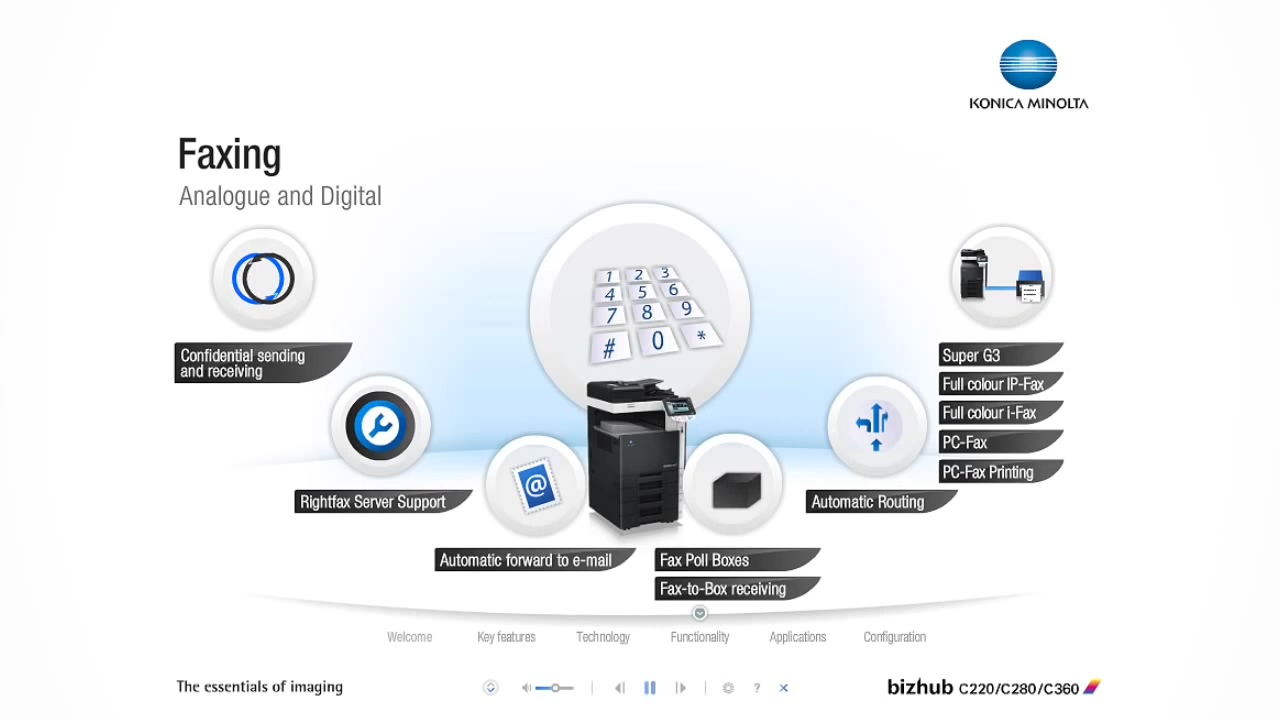 KONICA MINOLTA
Faxing
Analogue and Digital
1 2 3
4 5 6
7 8 9
# 0 *
Confidential sending
and receiving
Super G3
Full colour IP-Fax
Full colour i-Fax
PC-Fax
PC-Fax Printing
@
Rightfax Server Support
Automatic Routing
Automatic forward to e-mail
Fax Poll Boxes
Fax-to-Box receiving
Welcome Key features Technology Functionality Applications Configuration
The essentials of imaging
?
bizhub C220/C280/C360